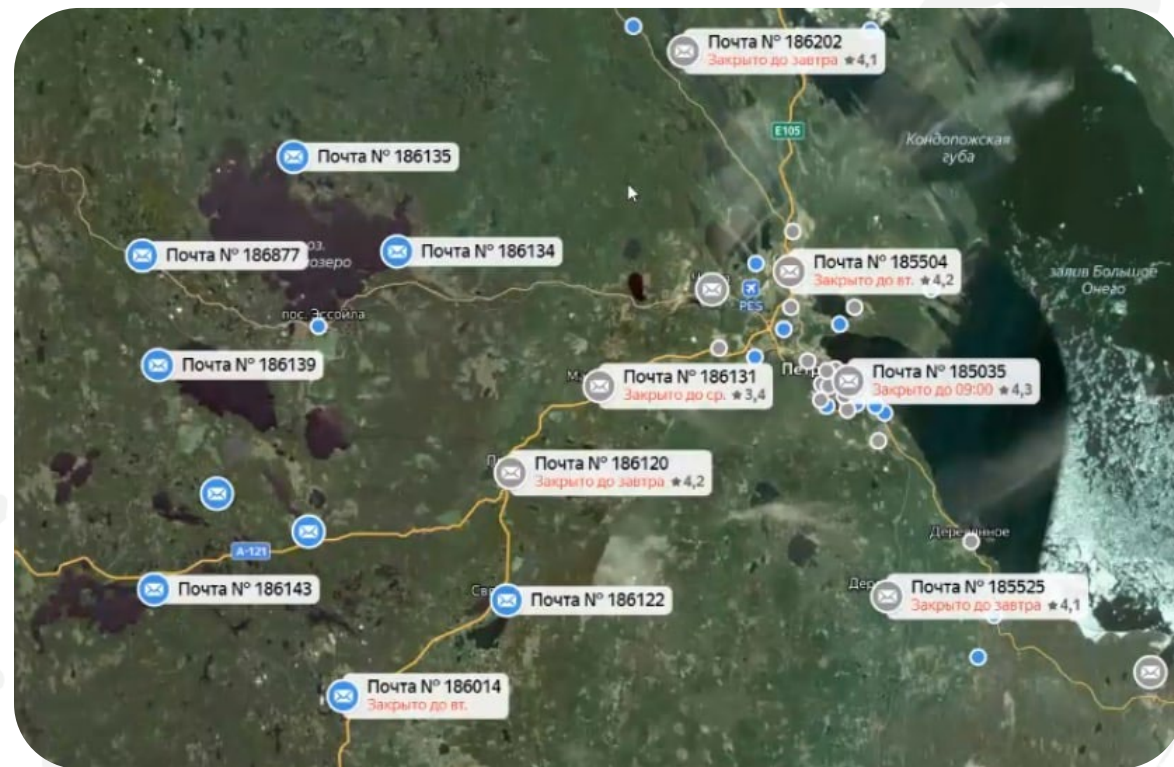 Почта № 186202
Закрыто до завтра ★4,1
E105
Кондопожская
губа
Почта № 186135
Почта № 186877
оз.
Почта № 186134
Почта № 185504
Закрыто до вт. ★4,2
залив Большое
Онего
PES
пос. Эссойла
Почта № 186139
Почта № 186131
Закрыто до ср. ★3,4
Почта № 185035
Закрыто до 09:00 ★4,3
Почта № 186120
Закрыто до завтра ★4,2
Деревянное
А-121
Почта № 186143
Почта № 186122
Почта № 185525
Закрыто до завтра ★4,1
Почта № 186014
Закрыто до вт.